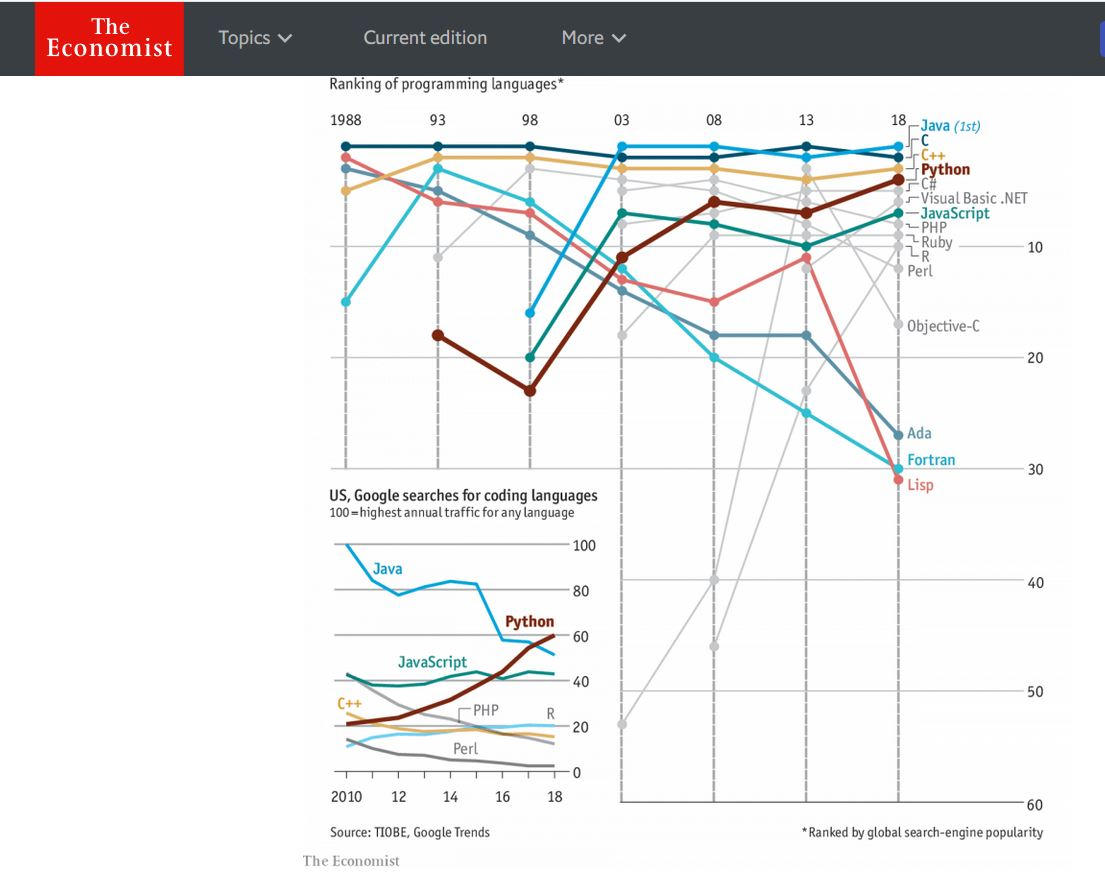 The
Economist
Topics
Current edition
More
Ranking of programming languages*
1988 93 98 03 08 13 18
Java (1st)
C
C++
Python
C#
Visual Basic .NET
JavaScript
PHP
Ruby
10
R
Perl
Objective-C
20
Ada
Fortran
30
Lisp
US, Google searches for coding languages
100=highest annual traffic for any language
100
Java
80
Python
60
JavaScript
40
C++
PHP
R
20
Perl
0
2010 12 14 16 18
40
50
60
Source: TIOBE, Google Trends
*Ranked by global search-engine popularity
The Economist